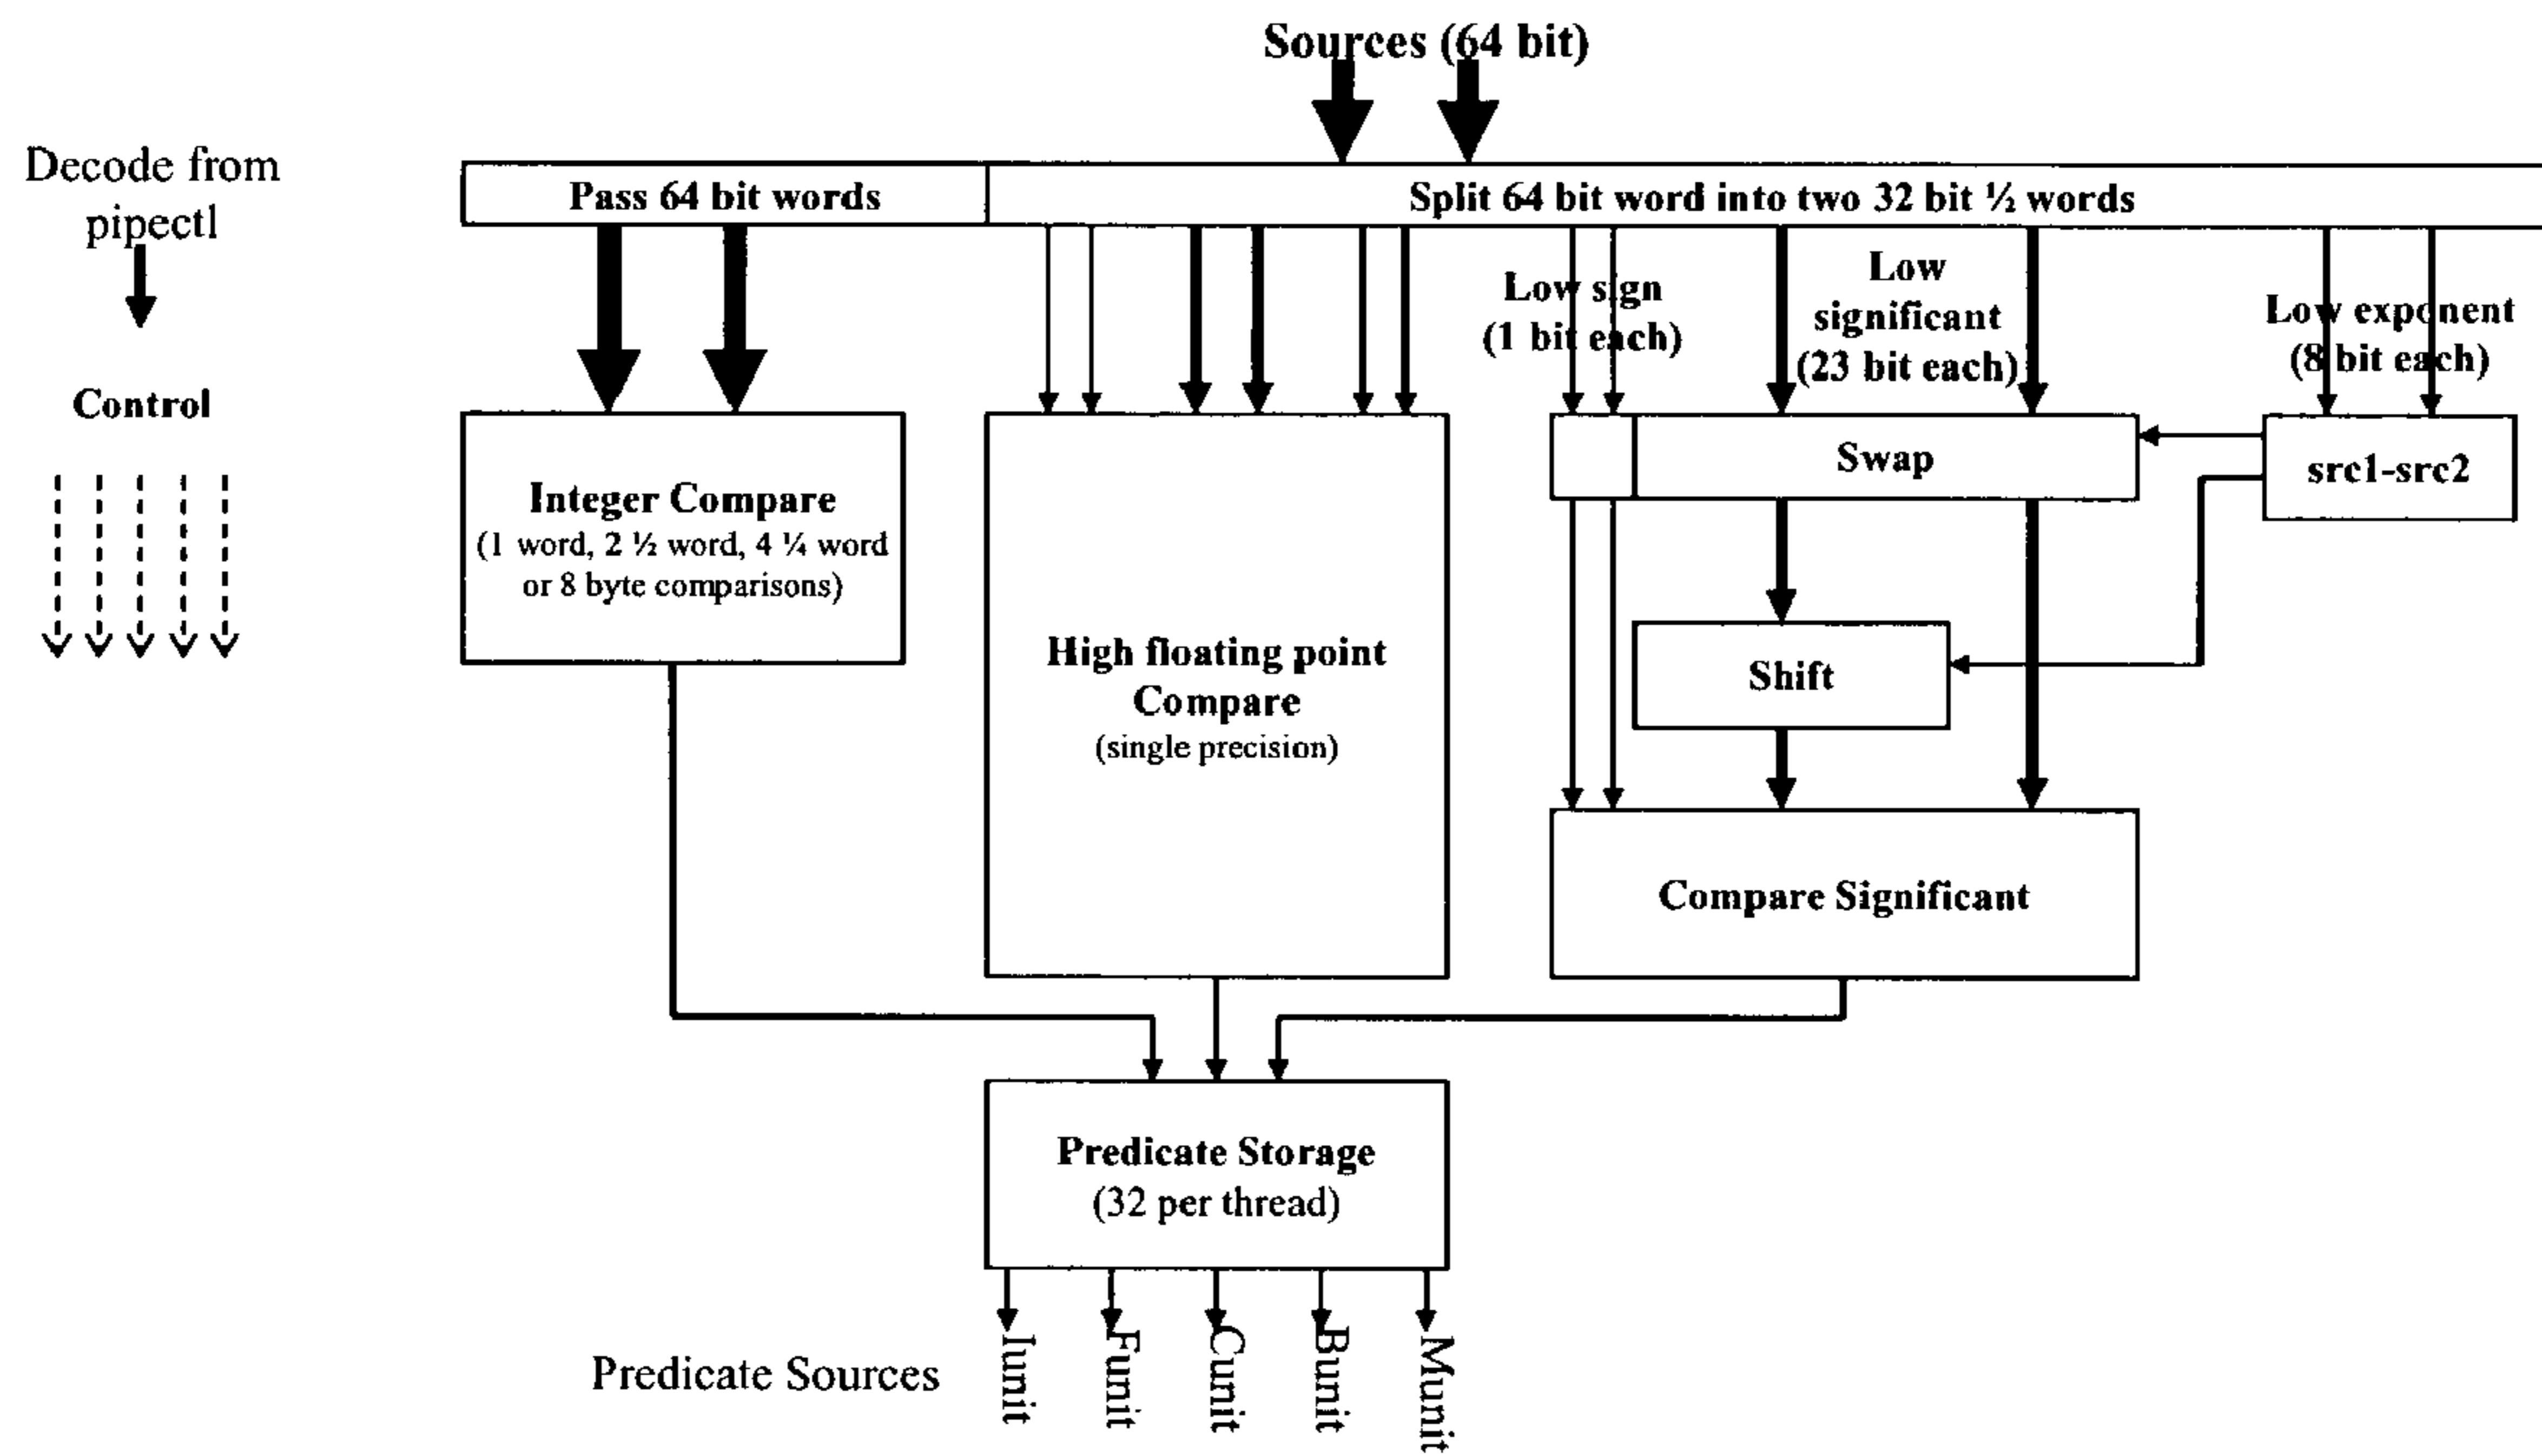 Sources (64 bit)
Decode from
pipectl
Control
Pass 64 bit words
Split 64 bit word into two 32 bit ½ words
Low sign
(1 bit each)
Low
significant
(23 bit each)
Low exponent
(8 bit each)
Integer Compare
(1 word, 2 ½ word, 4 ¼ word
or 8 byte comparisons)
High floating point
Compare
(single precision)
Swap
src1-src2
Shift
Compare Significant
Predicate Storage
(32 per thread)
Predicate Sources
Iunit
Funit
Cunit
Bunit
Munit